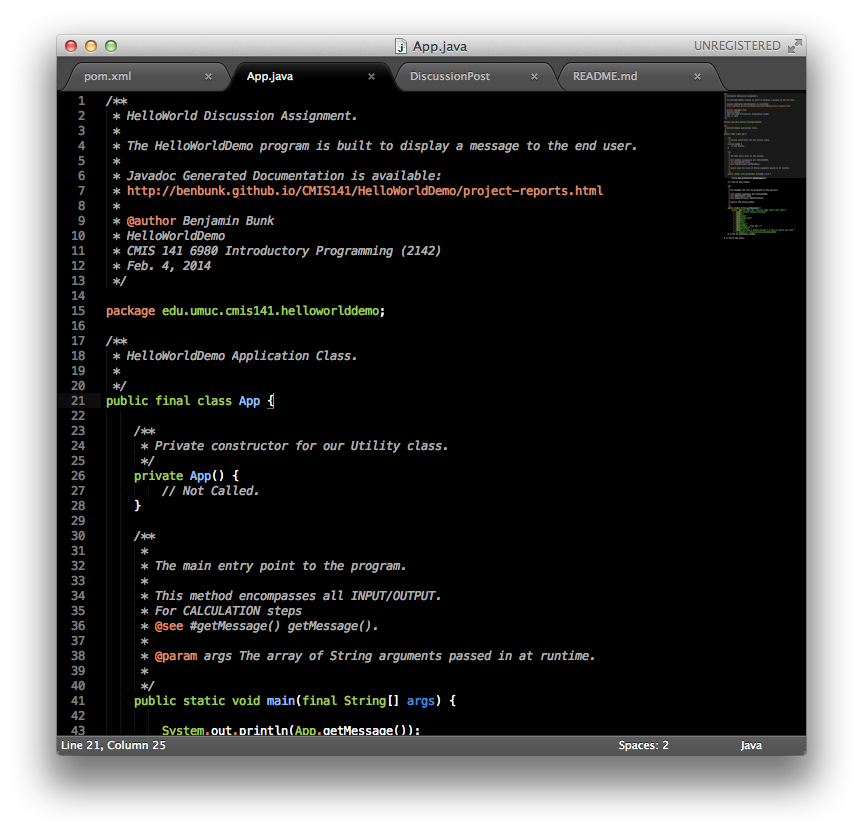 App.java
UNREGISTERED
pom.xml × App.java × DiscussionPost × README.md ×
1 /**
2  * HelloWorld Discussion Assignment.
3  *
4  * The HelloWorldDemo program is built to display a message to the end user.
5  *
6  * Javadoc Generated Documentation is available:
7  * http://benbunk.github.io/CMIS141/HelloWorldDemo/project-reports.html
8  *
9  * @author Benjamin Bunk
10  * HelloWorldDemo
11  * CMIS 141 6980 Introductory Programming (2142)
12  * Feb. 4, 2014
13  */
14
15 package edu.umuc.cmis141.helloworlddemo;
16
17 /**
18  * HelloWorldDemo Application Class.
19  *
20  */
21 public final class App {
22
23     /**
24      * Private constructor for our Utility class.
25      */
26     private App() {
27         // Not Called.
28     }
29
30     /**
31      *
32      * The main entry point to the program.
33      *
34      * This method encompasses all INPUT/OUTPUT.
35      * For CALCULATION steps
36      * @see #getMessage() getMessage().
37      *
38      * @param args The array of String arguments passed in at runtime.
39      *
40      */
41     public static void main(final String[] args) {
42
43         System.out.println(App.getMessage());
Line 21, Column 25
Spaces: 2
Java